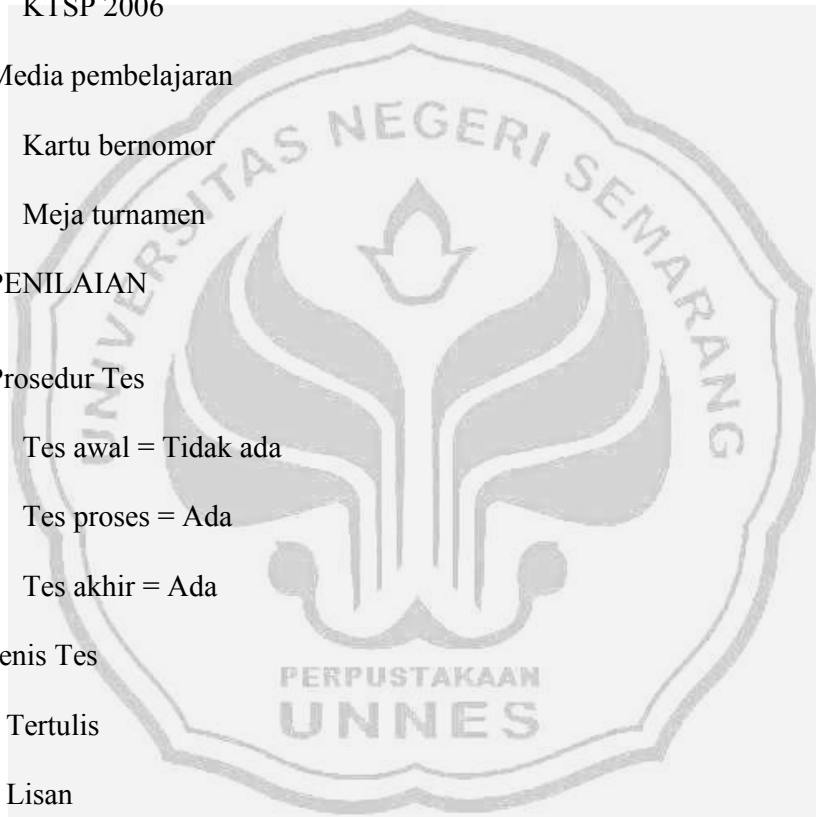 KTSP 2006
Media pembelajaran
Kartu bernomor
Meja turnamen
PENILAIAN
Prosedur Tes
Tes awal = Tidak ada
Tes proses = Ada
Tes akhir = Ada
enis Tes
Tertulis
Lisan
UNIVERSITAS NEGERI SEMARANG
PERPUSTAKAAN
UNNES